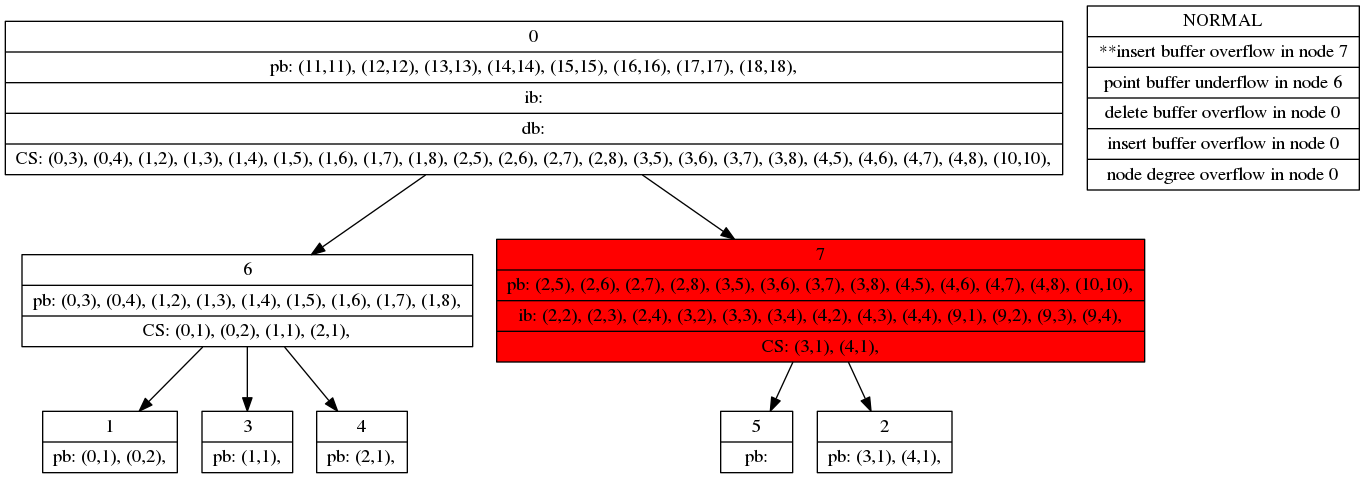 0
pb: (11,11), (12,12), (13,13), (14,14), (15,15), (16,16), (17,17), (18,18),
ib:
db:
CS: (0,3), (0,4), (1,2), (1,3), (1,4), (1,5), (1,6), (1,7), (1,8), (2,5), (2,6), (2,7), (2,8), (3,5), (3,6), (3,7), (3,8), (4,5), (4,6), (4,7), (4,8), (10,10),
NORMAL
**insert buffer overflow in node 7
point buffer underflow in node 6
delete buffer overflow in node 0
insert buffer overflow in node 0
node degree overflow in node 0
6
pb: (0,3), (0,4), (1,2), (1,3), (1,4), (1,5), (1,6), (1,7), (1,8),
CS: (0,1), (0,2), (1,1), (2,1),
7
pb: (2,5), (2,6), (2,7), (2,8), (3,5), (3,6), (3,7), (3,8), (4,5), (4,6), (4,7), (4,8), (10,10),
ib: (2,2), (2,3), (2,4), (3,2), (3,3), (3,4), (4,2), (4,3), (4,4), (9,1), (9,2), (9,3), (9,4),
CS: (3,1), (4,1),
1
pb: (0,1), (0,2),
3
pb: (1,1),
4
pb: (2,1),
5
pb:
2
pb: (3,1), (4,1),